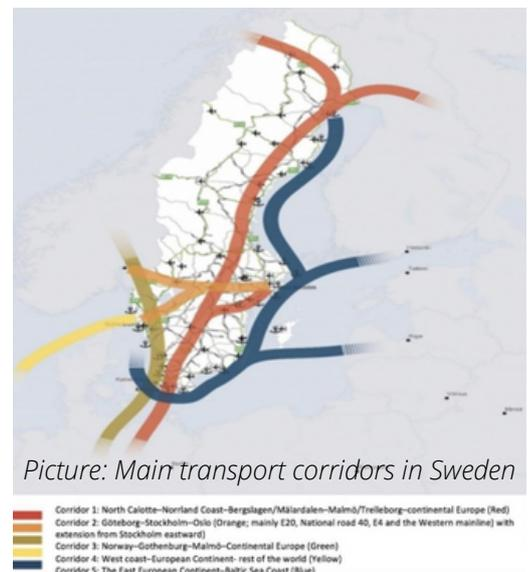 Picture: Main transport corridors in Sweden
Corridor 1: North Calotte–Norrland Coast–Bergslagen/Mälardalen–Malmö/Trelleborg–continental Europe (Red)
Corridor 2: Göteborg–Stockholm–Oslo (Orange; mainly E20, National road 40, E4 and the Western mainline) with
extension from Stockholm eastward)
Corridor 3: Norway–Gothenburg–Malmö–Continental Europe (Green)
Corridor 4: West coast–European Continent- rest of the world (Yellow)
Corridor 5: The East European Continent–Baltic Sea Coast (Blue)